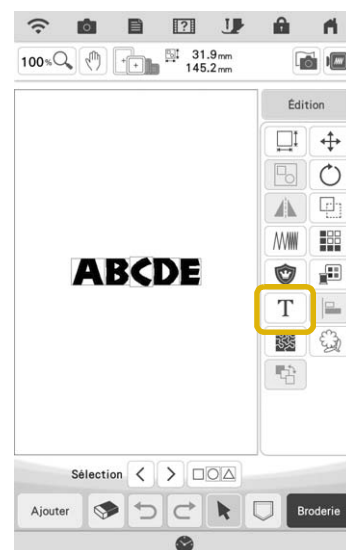 100%
31.9mm
145.2mm
Édition
ABCDE
T
Sélection
Ajouter
Broderie